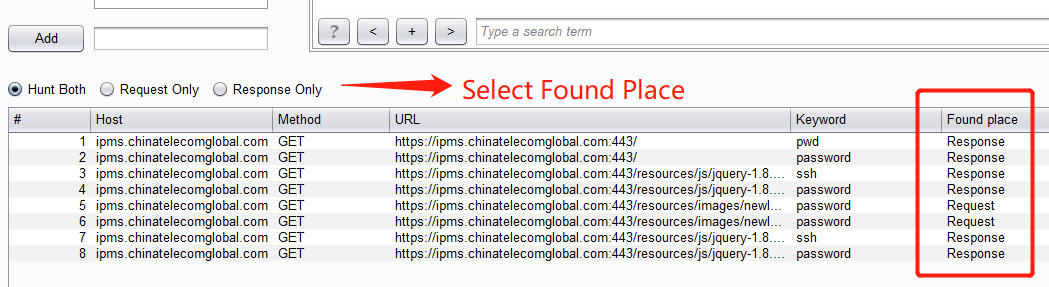 Add
? < + > Type a search term
Hunt Both Request Only Response Only Select Found Place
# Host Method URL Keyword Found place
1 ipms.chinatelecomglobal.com GET https://ipms.chinatelecomglobal.com:443/ pwd Response
2 ipms.chinatelecomglobal.com GET https://ipms.chinatelecomglobal.com:443/ password Response
3 ipms.chinatelecomglobal.com GET https://ipms.chinatelecomglobal.com:443/resources/js/jquery-1.8.... ssh Response
4 ipms.chinatelecomglobal.com GET https://ipms.chinatelecomglobal.com:443/resources/js/jquery-1.8.... password Response
5 ipms.chinatelecomglobal.com GET https://ipms.chinatelecomglobal.com:443/resources/images/newl... password Request
6 ipms.chinatelecomglobal.com GET https://ipms.chinatelecomglobal.com:443/resources/images/newl... password Request
7 ipms.chinatelecomglobal.com GET https://ipms.chinatelecomglobal.com:443/resources/js/jquery-1.8.... ssh Response
8 ipms.chinatelecomglobal.com GET https://ipms.chinatelecomglobal.com:443/resources/js/jquery-1.8.... password Response